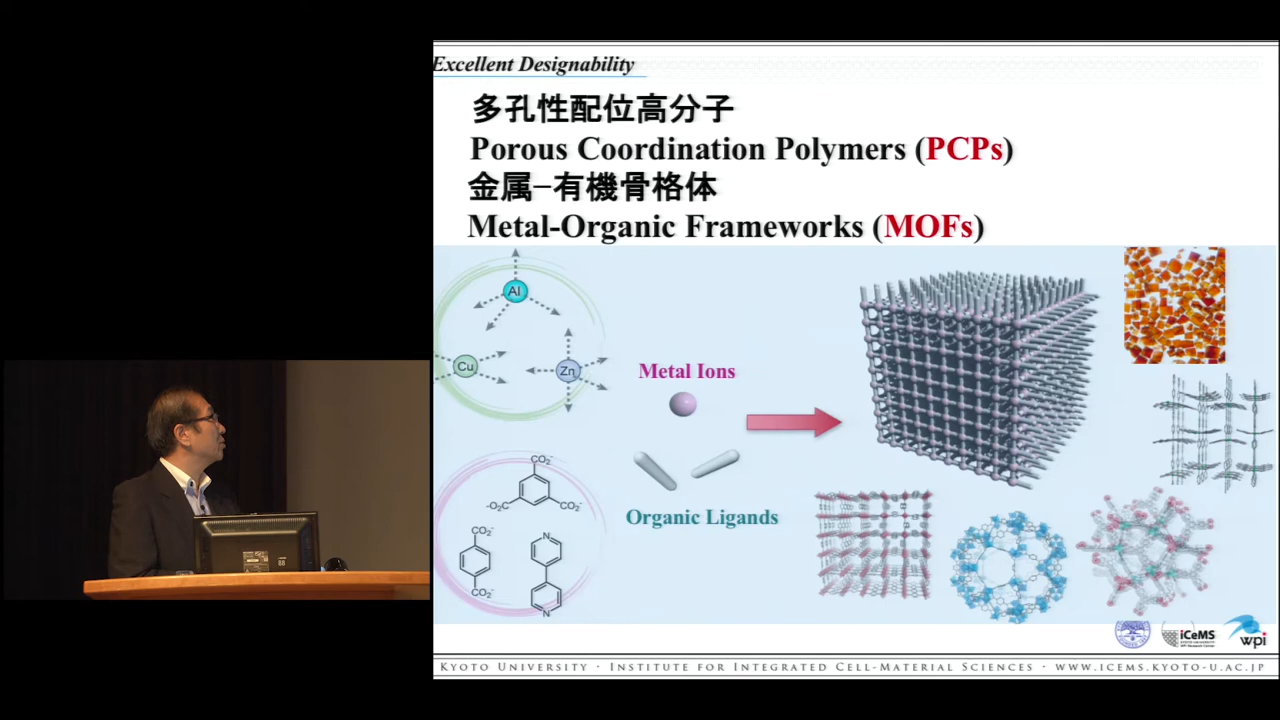 Excellent Designability
多孔性配位高分子
Porous Coordination Polymers (PCPs)
金属−有機骨格体
Metal-Organic Frameworks (MOFs)
Al
Cu
Zn
Metal Ions
Organic Ligands
CO₂⁻
⁻O₂C
CO₂⁻
CO₂⁻
CO₂⁻
N
N
iCeMS
wpi
KYOTO UNIVERSITY · INSTITUTE FOR INTEGRATED CELL-MATERIAL SCIENCES · WWW.ICEMS.KYOTO-U.AC.JP